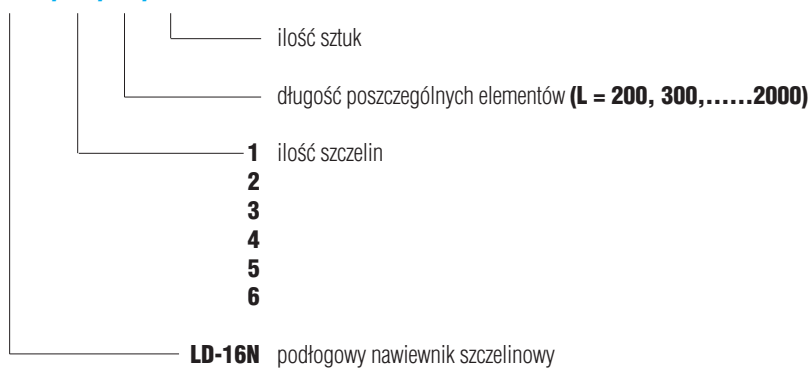 ilość sztuk
długość poszczególnych elementów (L = 200, 300,......2000)
1 ilość szczelin
2
3
4
5
6
LD-16N podłogowy nawiewnik szczelinowy